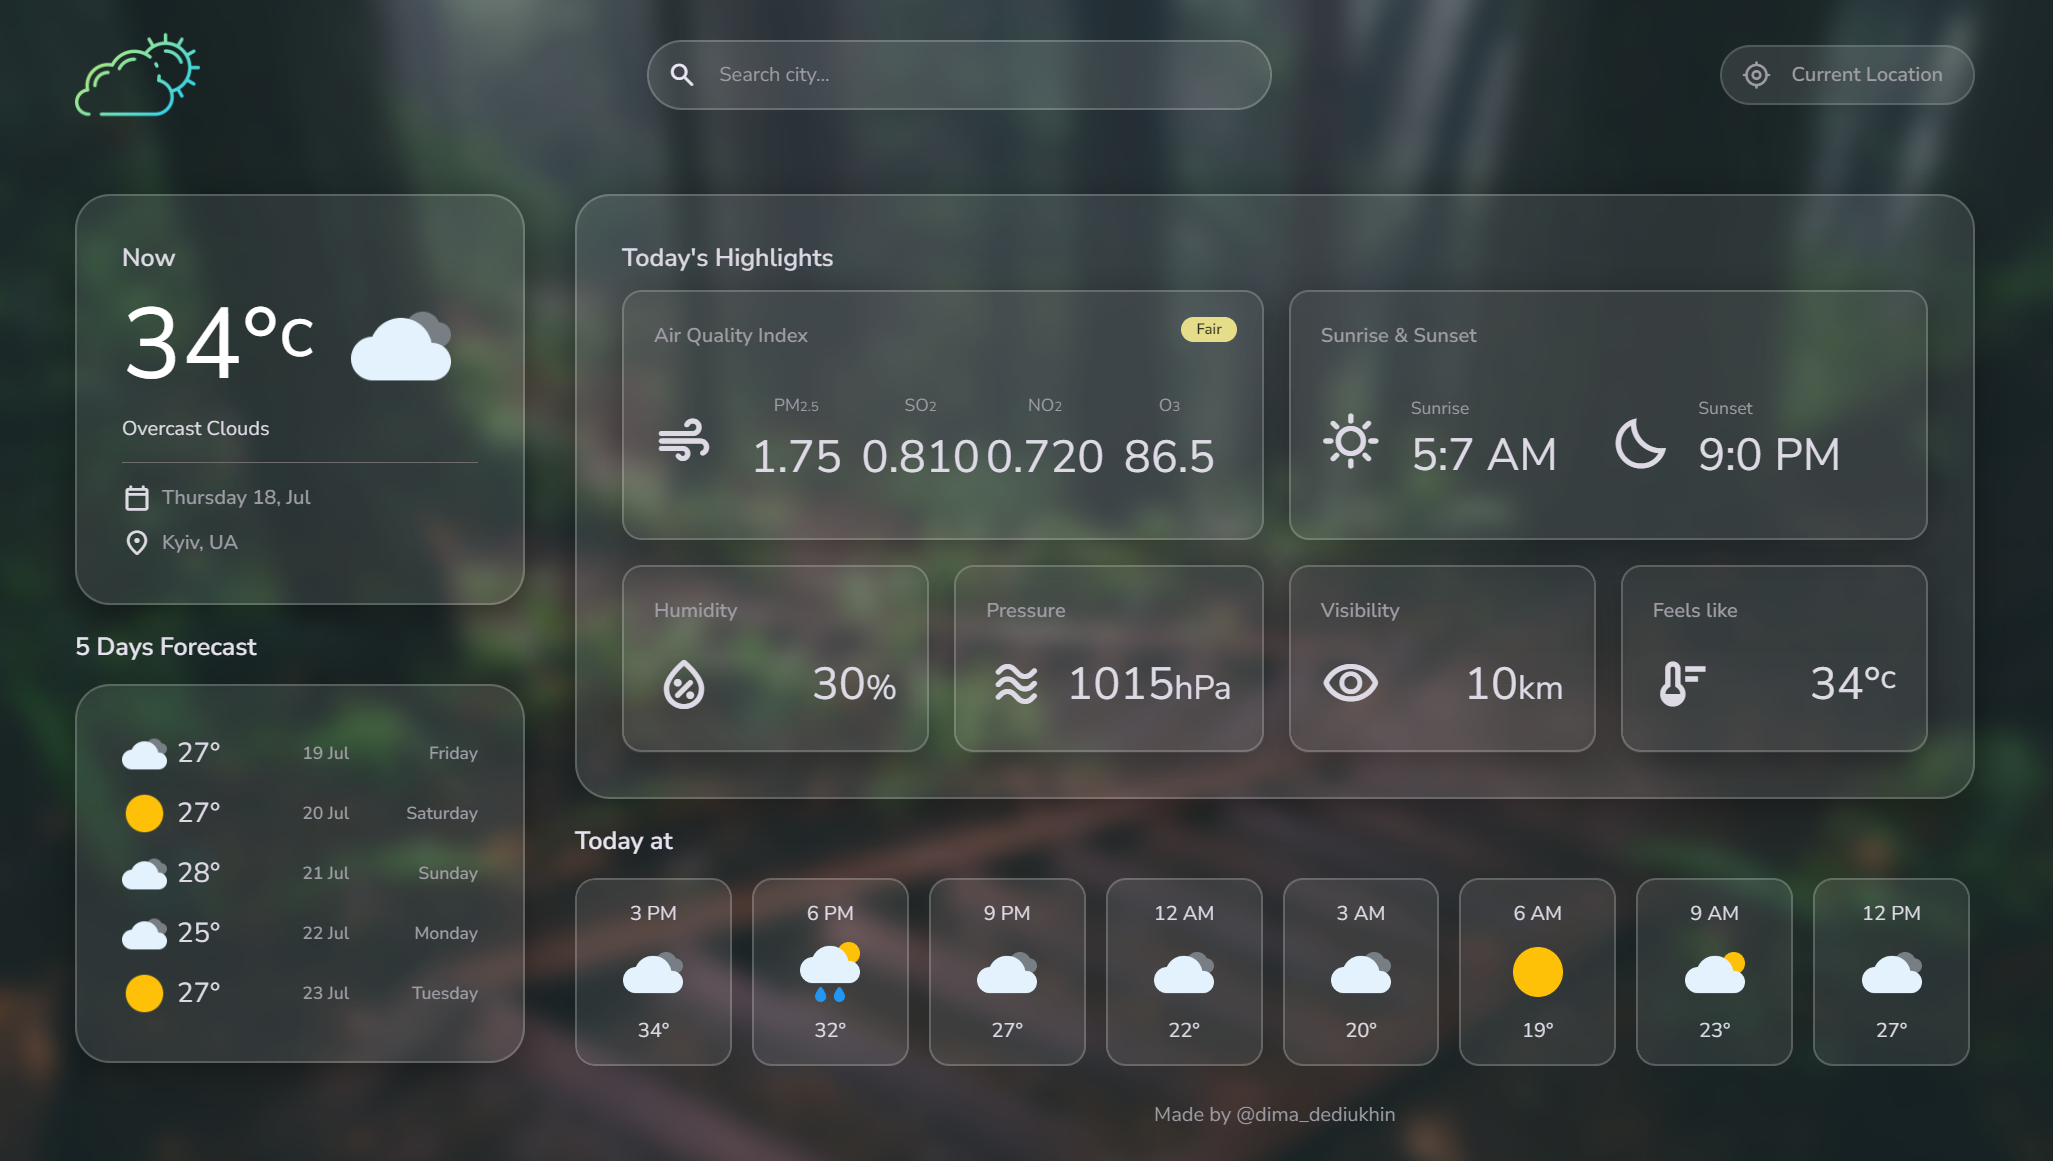 Search city...
Current Location
Now
34°c
Overcast Clouds
Thursday 18, Jul
Kyiv, UA
5 Days Forecast
27° 19 Jul Friday
27° 20 Jul Saturday
28° 21 Jul Sunday
25° 22 Jul Monday
27° 23 Jul Tuesday
Today's Highlights
Air Quality Index
Fair
PM2.5 SO2 NO2 O3
1.75 0.810 0.720 86.5
Sunrise & Sunset
Sunrise Sunset
5:7 AM 9:0 PM
Humidity
30%
Pressure
1015hPa
Visibility
10km
Feels like
34°c
Today at
3 PM 6 PM 9 PM 12 AM 3 AM 6 AM 9 AM 12 PM
34° 32° 27° 22° 20° 19° 23° 27°
Made by @dima_dediukhin